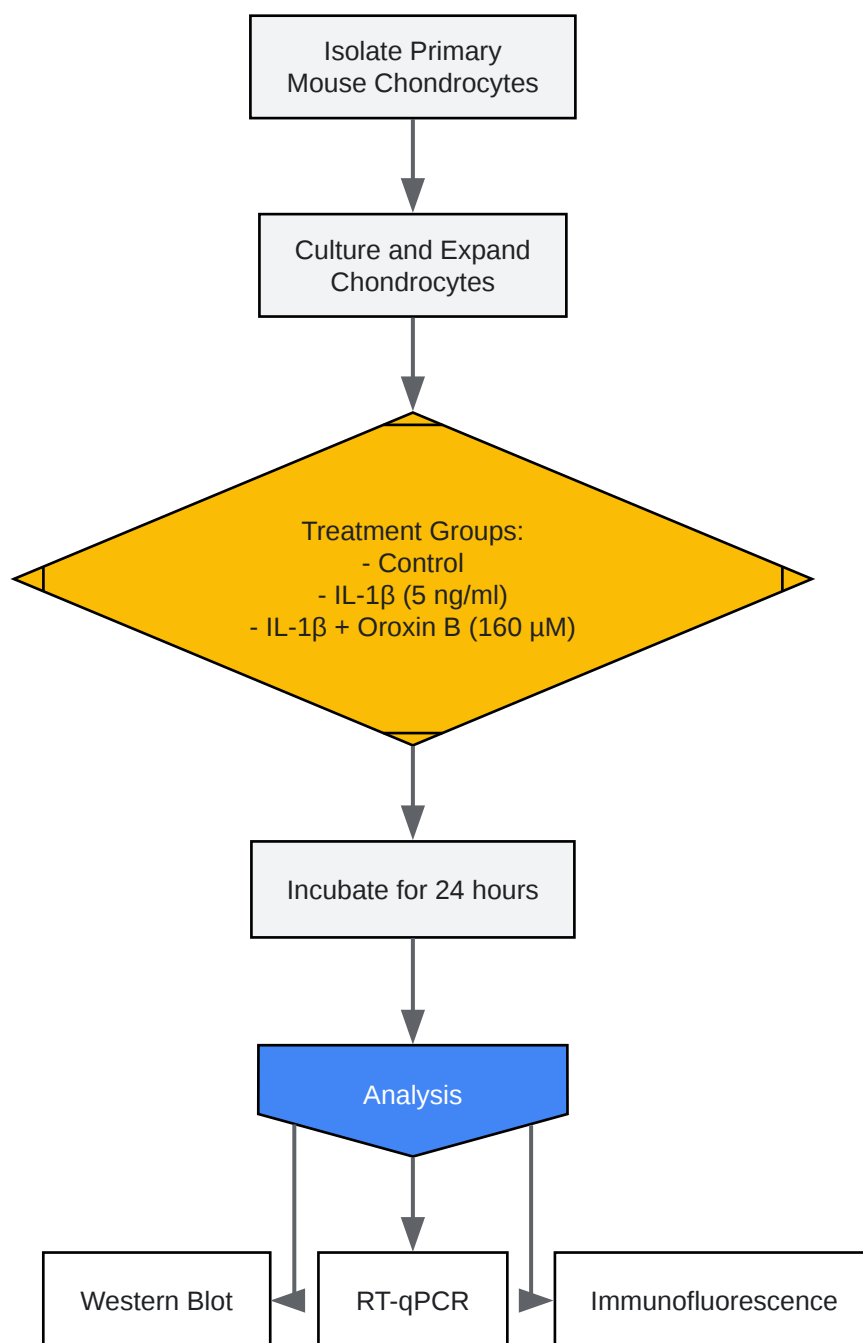 Isolate Primary
Mouse Chondrocytes
Culture and Expand
Chondrocytes
Treatment Groups:
- Control
- IL-1β (5 ng/ml)
- IL-1β + Oroxin B (160 µM)
Incubate for 24 hours
Analysis
Western Blot
RT-qPCR
Immunofluorescence